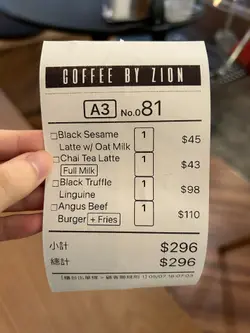 COFFEE BY ZION
A3 No.081
Black Sesame 1 $45
Latte w/ Oat Milk
Chai Tea Latte 1 $43
Full Milk
Black Truffle 1 $98
Linguine
Angus Beef 1 $110
Burger + Fries
小計 $296
總計 $296